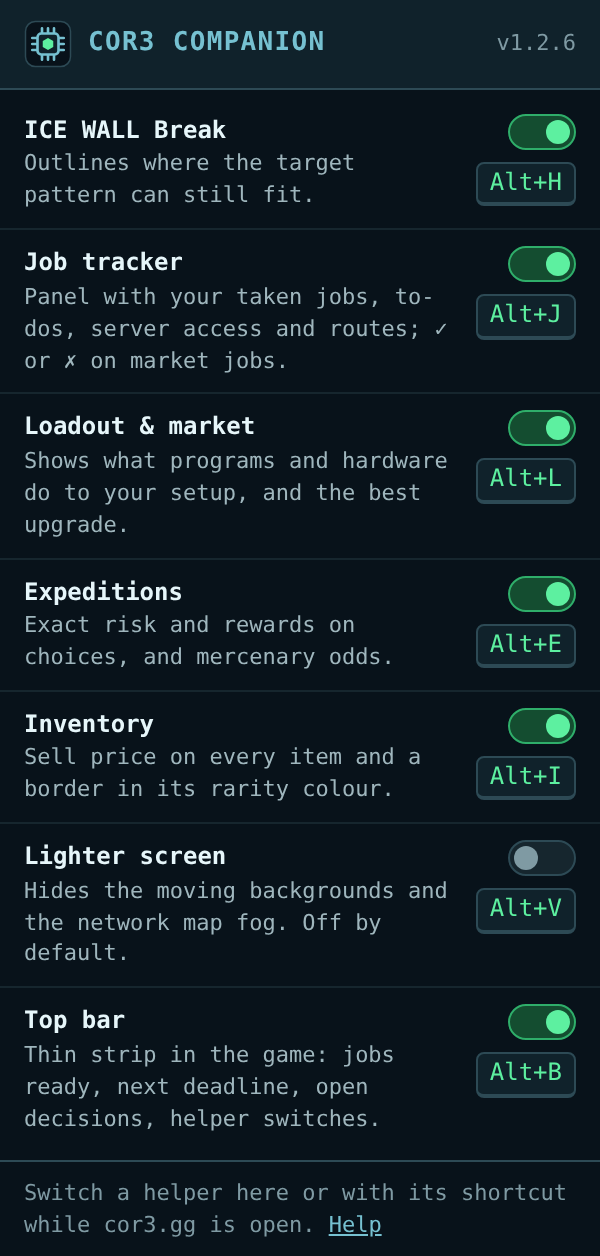 COR3 COMPANION v1.2.6
ICE WALL Break
Outlines where the target
pattern can still fit.
Alt+H
Job tracker
Panel with your taken jobs, to-
dos, server access and routes; ✓
or ✗ on market jobs.
Alt+J
Loadout & market
Shows what programs and hardware
do to your setup, and the best
upgrade.
Alt+L
Expeditions
Exact risk and rewards on
choices, and mercenary odds.
Alt+E
Inventory
Sell price on every item and a
border in its rarity colour.
Alt+I
Lighter screen
Hides the moving backgrounds and
the network map fog. Off by
default.
Alt+V
Top bar
Thin strip in the game: jobs
ready, next deadline, open
decisions, helper switches.
Alt+B
Switch a helper here or with its shortcut
while cor3.gg is open. Help